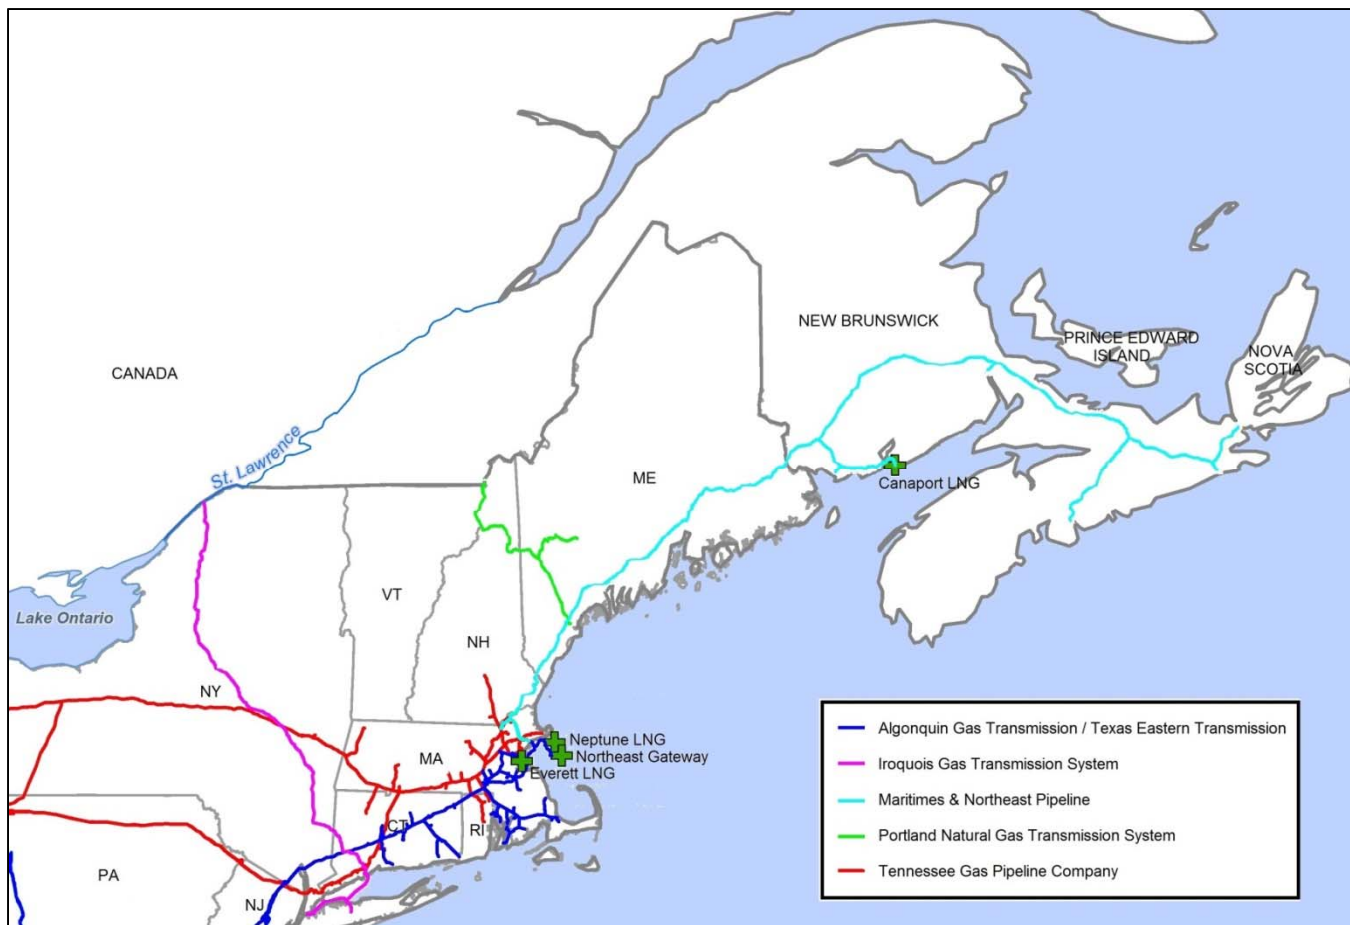 NEW BRUNSWICK
PRINCE EDWARD
ISLAND
NOVA
SCOTIA
CANADA
St. Lawrence
ME
Canaport LNG
VT
Lake Ontario
NH
NY
Neptune LNG
MA
Northeast Gateway
Everett LNG
CT
RI
PA
NJ
Algonquin Gas Transmission / Texas Eastern Transmission
Iroquois Gas Transmission System
Maritimes & Northeast Pipeline
Portland Natural Gas Transmission System
Tennessee Gas Pipeline Company